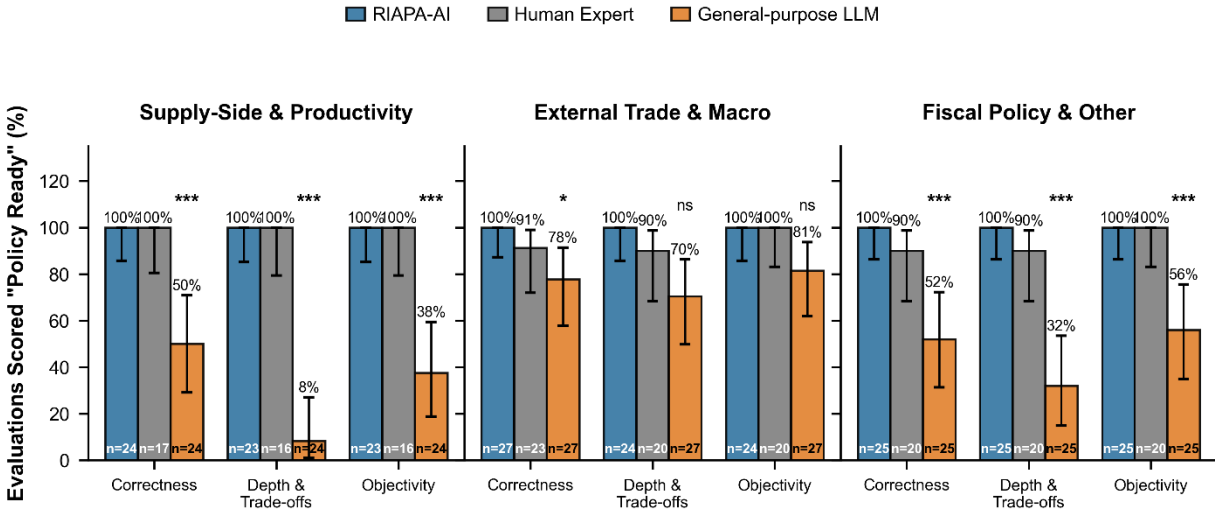 RIAPA-AI Human Expert General-purpose LLM
Evaluations Scored "Policy Ready" (%)
Supply-Side & Productivity
External Trade & Macro
Fiscal Policy & Other
120
100
80
60
40
20
0
*** *** ***
100% 100% 50%
100% 100% 8%
100% 100% 38%
n=24 n=17 n=24
n=23 n=16 n=24
n=23 n=16 n=24
Correctness
Depth &
Trade-offs
Objectivity
* ns ns
100% 91% 78%
100% 90% 70%
100% 100% 81%
n=27 n=23 n=27
n=24 n=20 n=27
n=24 n=20 n=27
Correctness
Depth &
Trade-offs
Objectivity
*** *** ***
100% 90% 52%
100% 90% 32%
100% 100% 56%
n=25 n=20 n=25
n=25 n=20 n=25
n=25 n=20 n=25
Correctness
Depth &
Trade-offs
Objectivity